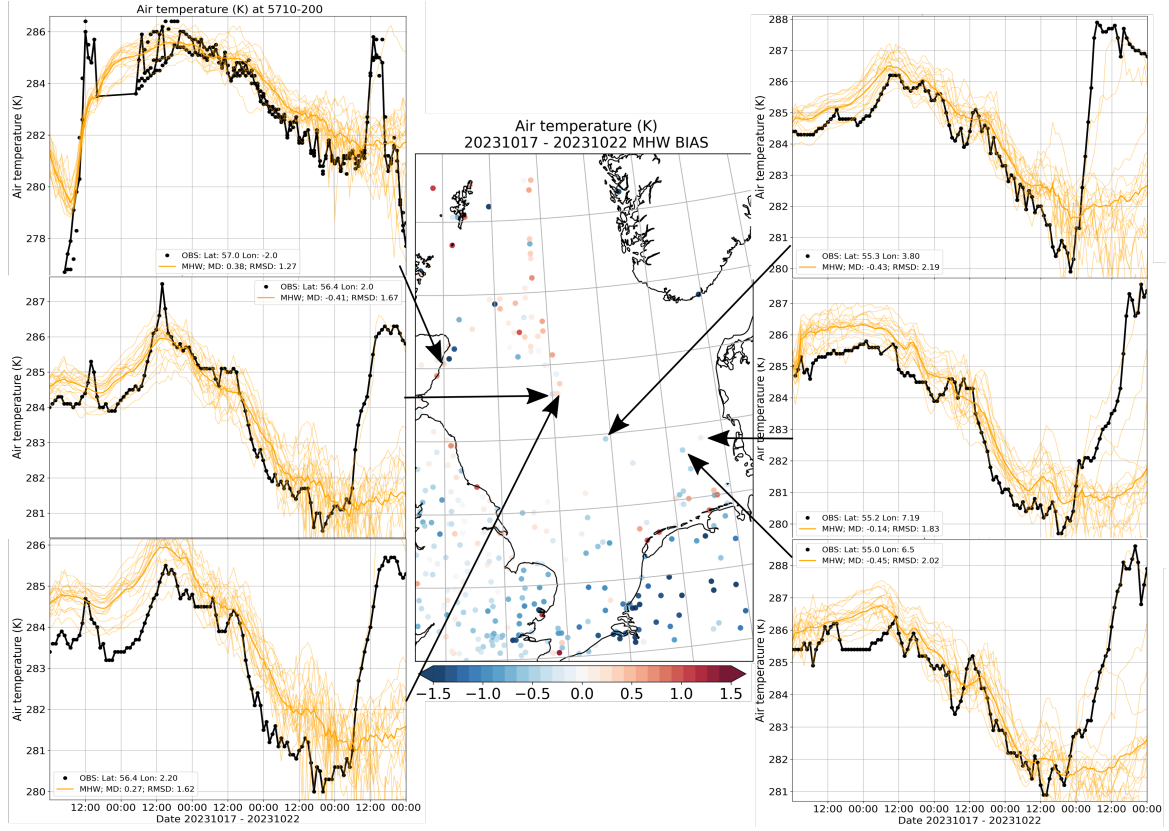 Air temperature (K) at 5710-200
286
284
282
280
278
Air temperature (K)
OBS: Lat: 57.0 Lon: -2.0
MHW; MD: 0.38; RMSD: 1.27
287
286
285
284
283
282
281
Air temperature (K)
OBS: Lat: 56.4 Lon: 2.0
MHW; MD: -0.41; RMSD: 1.67
286
285
284
283
282
281
280
Air temperature (K)
OBS: Lat: 56.4 Lon: 2.20
MHW; MD: 0.27; RMSD: 1.62
12:00 00:00 12:00 00:00 12:00 00:00 12:00 00:00 12:00 00:00
Date 20231017 - 20231022
Air temperature (K)
20231017 - 20231022 MHW BIAS
−1.5 −1.0 −0.5 0.0 0.5 1.0 1.5
288
287
286
285
284
283
282
281
280
Air temperature (K)
OBS: Lat: 55.3 Lon: 3.80
MHW; MD: -0.43; RMSD: 2.19
287
286
285
284
283
282
281
280
Air temperature (K)
OBS: Lat: 55.2 Lon: 7.19
MHW; MD: -0.14; RMSD: 1.83
OBS: Lat: 55.0 Lon: 6.5
MHW; MD: -0.45; RMSD: 2.02
288
287
286
285
284
283
282
281
Air temperature (K)
12:00 00:00 12:00 00:00 12:00 00:00 12:00 00:00 12:00 00:00
Date 20231017 - 20231022